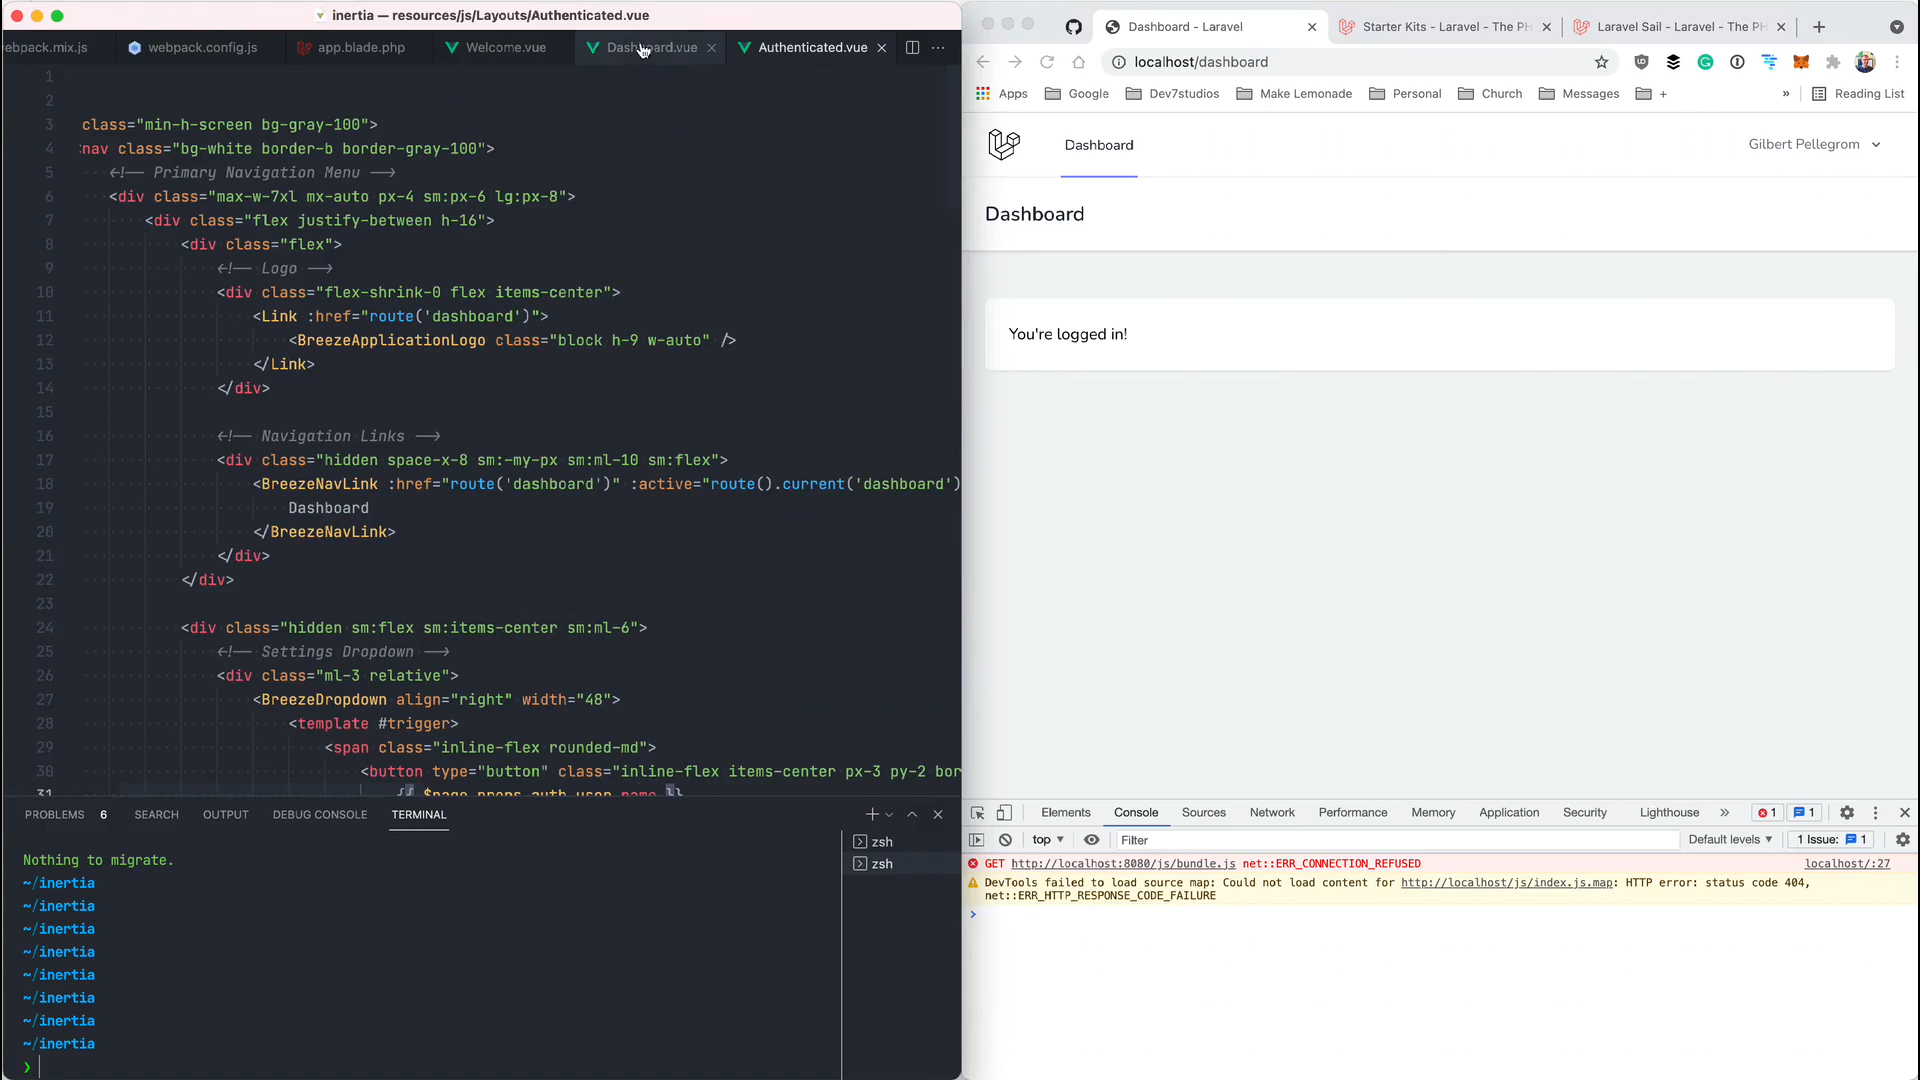 inertia — resources/js/Layouts/Authenticated.vue
ebpack.mix.js
webpack.config.js
app.blade.php
Welcome.vue
Dashboard.vue
Authenticated.vue
1
2
3 class="min-h-screen bg-gray-100">
4 nav class="bg-white border-b border-gray-100">
5 <!-- Primary Navigation Menu -->
6 <div class="max-w-7xl mx-auto px-4 sm:px-6 lg:px-8">
7 <div class="flex justify-between h-16">
8 <div class="flex">
9 <!-- Logo -->
10 <div class="flex-shrink-0 flex items-center">
11 <Link :href="route('dashboard')">
12 <BreezeApplicationLogo class="block h-9 w-auto" />
13 </Link>
14 </div>
15
16 <!-- Navigation Links -->
17 <div class="hidden space-x-8 sm:-my-px sm:ml-10 sm:flex">
18 <BreezeNavLink :href="route('dashboard')" :active="route().current('dashboard')
19 Dashboard
20 </BreezeNavLink>
21 </div>
22 </div>
23
24 <div class="hidden sm:flex sm:items-center sm:ml-6">
25 <!-- Settings Dropdown -->
26 <div class="ml-3 relative">
27 <BreezeDropdown align="right" width="48">
28 <template #trigger>
29 <span class="inline-flex rounded-md">
30 <button type="button" class="inline-flex items-center px-3 py-2 bor
31 {{ $page.props.auth.user.name }}
PROBLEMS 6 SEARCH OUTPUT DEBUG CONSOLE TERMINAL
Nothing to migrate.
~/inertia
~/inertia
~/inertia
~/inertia
~/inertia
~/inertia
~/inertia
~/inertia
❯
zsh
zsh
Dashboard - Laravel
Starter Kits - Laravel - The PH
Laravel Sail - Laravel - The PH
localhost/dashboard
Apps Google Dev7studios Make Lemonade Personal Church Messages + » Reading List
Dashboard
Gilbert Pellegrom
Dashboard
You're logged in!
Elements Console Sources Network Performance Memory Application Security Lighthouse » 1 1
top Filter Default levels 1 Issue: 1
GET http://localhost:8080/js/bundle.js net::ERR_CONNECTION_REFUSED localhost/:27
DevTools failed to load source map: Could not load content for http://localhost/js/index.js.map: HTTP error: status code 404,
net::ERR_HTTP_RESPONSE_CODE_FAILURE